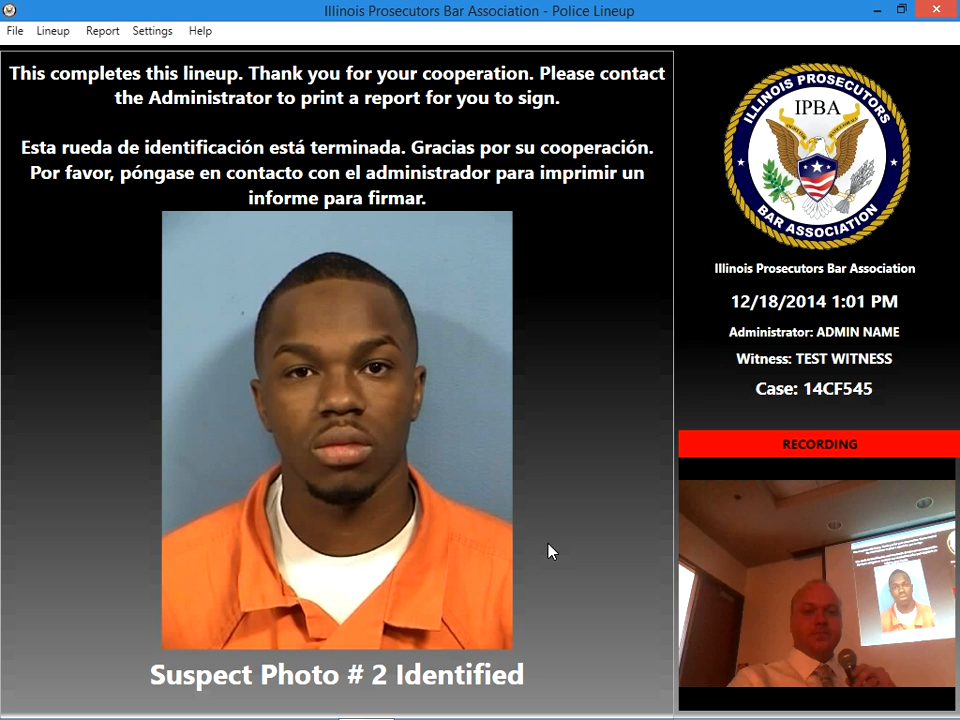 Illinois Prosecutors Bar Association - Police Lineup
File Lineup Report Settings Help
This completes this lineup. Thank you for your cooperation. Please contact
the Administrator to print a report for you to sign.
Esta rueda de identificación está terminada. Gracias por su cooperación.
Por favor, póngase en contacto con el administrador para imprimir un
informe para firmar.
Suspect Photo # 2 Identified
ILLINOIS PROSECUTORS
IPBA
BAR ASSOCIATION
Illinois Prosecutors Bar Association
12/18/2014 1:01 PM
Administrator: ADMIN NAME
Witness: TEST WITNESS
Case: 14CF545
RECORDING